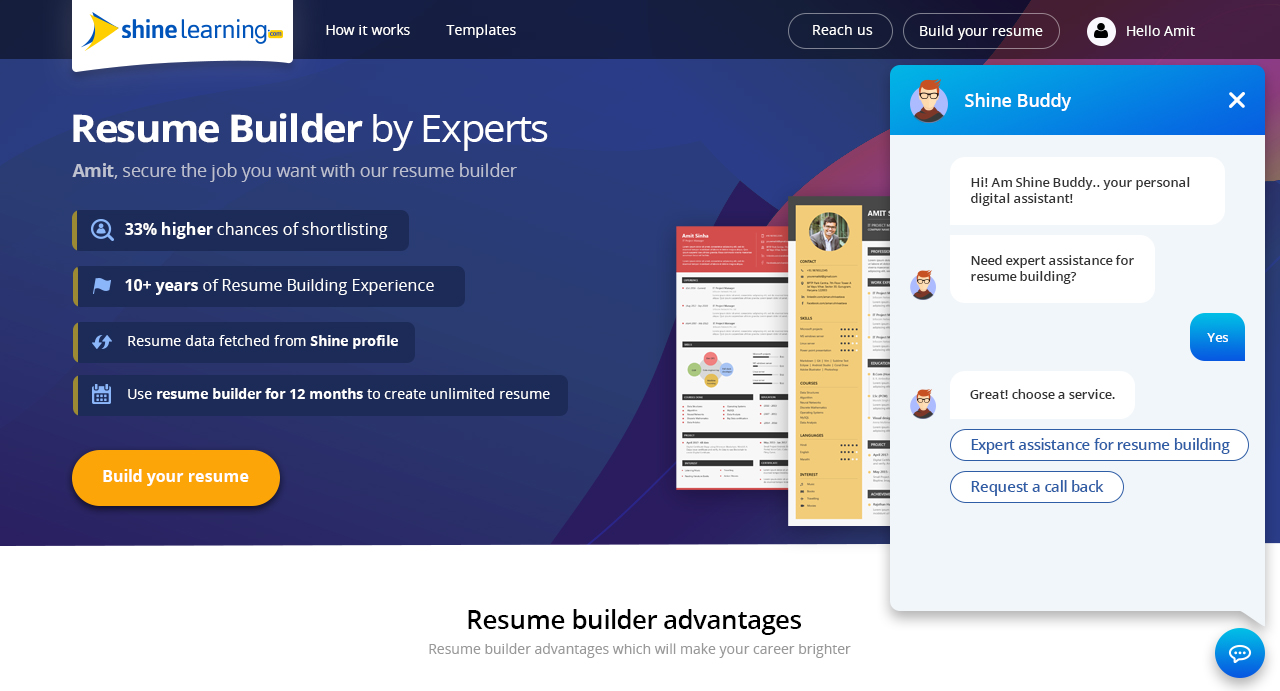 shine learning.com
How it works
Templates
Reach us
Build your resume
Hello Amit
Resume Builder by Experts
Amit, secure the job you want with our resume builder
33% higher chances of shortlisting
10+ years of Resume Building Experience
Resume data fetched from Shine profile
Use resume builder for 12 months to create unlimited resume
Build your resume
Amit Sinha
AMIT S
CONTACT
SKILLS
COURSES
LANGUAGES
INTEREST
Shine Buddy
Hi! Am Shine Buddy.. your personal
digital assistant!
Need expert assistance for
resume building?
Yes
Great! choose a service.
Expert assistance for resume building
Request a call back
Resume builder advantages
Resume builder advantages which will make your career brighter